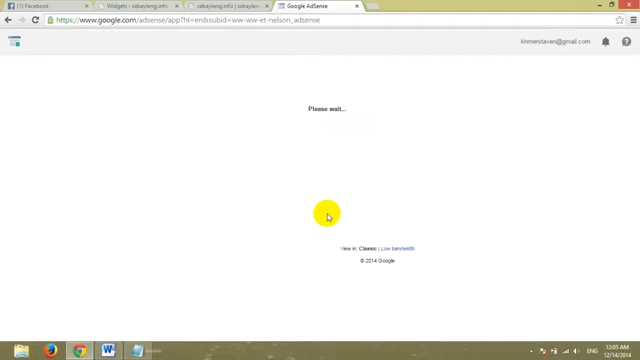 (1) Facebook
Widgets - sabayleng.info
sabayleng.info | sabayleng
Google AdSense
https://www.google.com/adsense/app?hl=en&subid=ww-ww-et-nelson_adsense
khmerstaven@gmail.com
Please wait...
View in: Classic | Low bandwidth
© 2014 Google
ENG
12:05 AM
12/14/2014